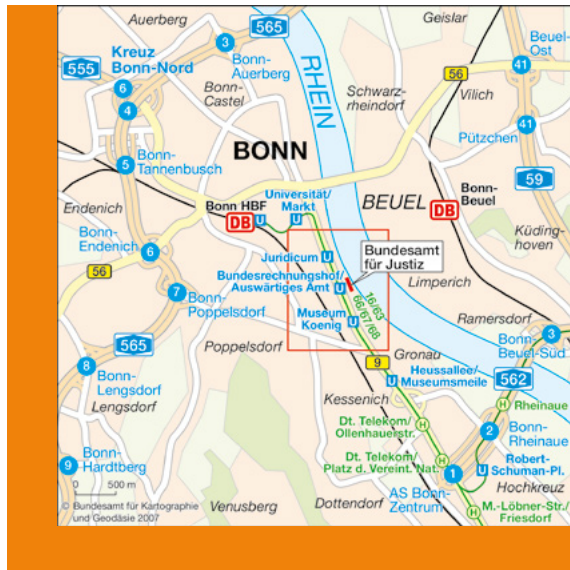 Auerberg
565
Geislar
Beuel-
Ost
Kreuz
Bonn-Nord
3
Bonn-
Auerberg
555
56
41
6
Bonn-
Castel
RHEIN
Schwarz-
rheindorf
Vilich
4
41
Pützchen
BONN
5
Bonn-
Tannenbusch
59
Bonn HBF
Universität/
Markt
BEUEL
Bonn-
Beuel
DB
U
U
DB
Endenich
Küding-
hoven
Bonn-
Endenich
6
Juridicum
U
Bundesamt
für Justiz
56
Bundesrechnungshof/
Auswärtiges Amt
U
Limperich
7
Bonn-
Poppelsdorf
16/63
66/67/68
Museum
Koenig
U
Ramersdorf
565
Poppelsdorf
3
Bonn-
Beuel-Süd
8
Bonn-
Lengsdorf
9
Gronau
Heussallee/
Museumsmeile
U
562
Lengsdorf
Kessenich
H
Rheinaue
Dt. Telekom/
Ollenhauerstr.
H
2
Bonn-
Rheinaue
9
Bonn-
Hardtberg
Dt. Telekom/
Platz d. Vereint. Nat.
H
1
U
Robert-
Schuman-Pl.
0
500 m
Hochkreuz
© Bundesamt für Kartographie
und Geodäsie 2007
Venusberg
Dottendorf
AS Bonn-
Zentrum
H
M.-Löbner-Str./
Friesdorf